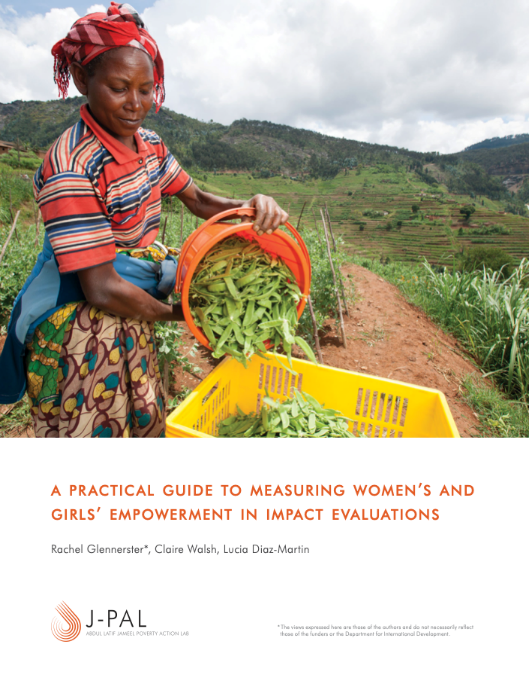 A PRACTICAL GUIDE TO MEASURING WOMEN'S AND
GIRLS' EMPOWERMENT IN IMPACT EVALUATIONS
Rachel Glennerster*, Claire Walsh, Lucia Diaz-Martin
J-PAL
ABDUL LATIF JAMEEL POVERTY ACTION LAB
* The views expressed here are those of the authors and do not necessarily reflect
those of the funders or the Department for International Development.